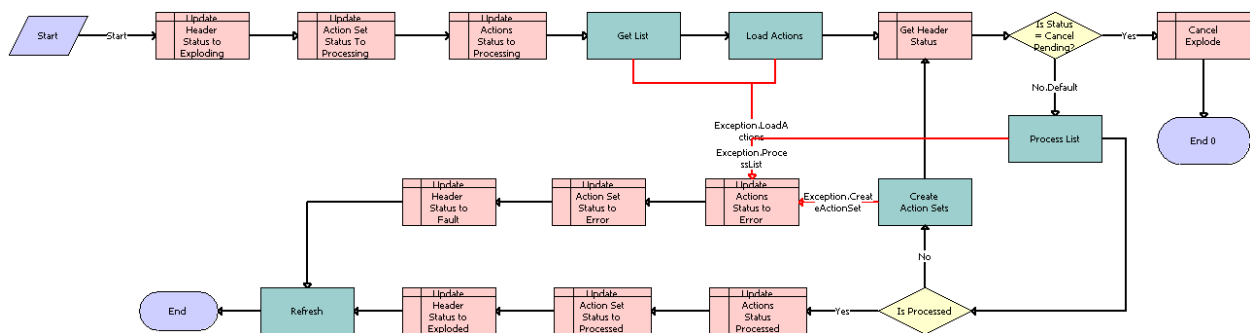 Start
Start
Update
Header
Status to
Exploding
Update
Action Set
Status To
Processing
Update
Actions
Status to
Processing
Get List
Load Actions
Get Header
Status
Is Status
= Cancel
Pending?
Yes
Cancel
Explode
No.Default
Exception.LoadA
ctions
Exception.Proce
ssList
Process List
End 0
Update
Header
Status to
Fault
Update
Action Set
Status to
Error
Update
Actions
Status to
Error
Exception.Creat
eActionSet
Create
Action Sets
No
End
Refresh
Update
Header
Status to
Exploded
Update
Action Set
Status to
Processed
Update
Actions
Status
Processed
Yes
Is Processed